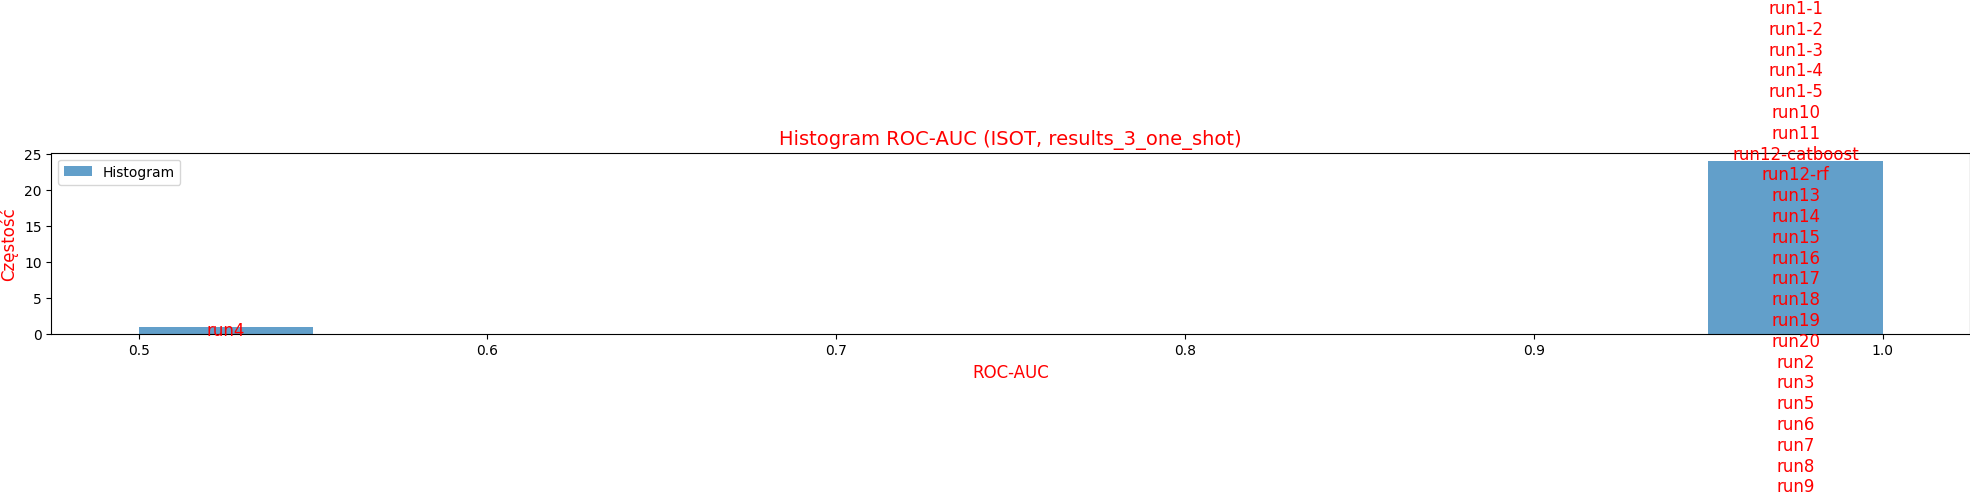 run1-1
run1-2
run1-3
run1-4
run1-5
run10
run11
Histogram ROC-AUC (ISOT, results_3_one_shot)
run12-catboost
run12-rf
run13
run14
run15
run16
run17
run18
run19
run20
run2
run3
run5
run6
run7
run8
run9
Histogram
Częstość
25
20
15
10
5
0
run4
0.5
0.6
0.7
0.8
0.9
1.0
ROC-AUC